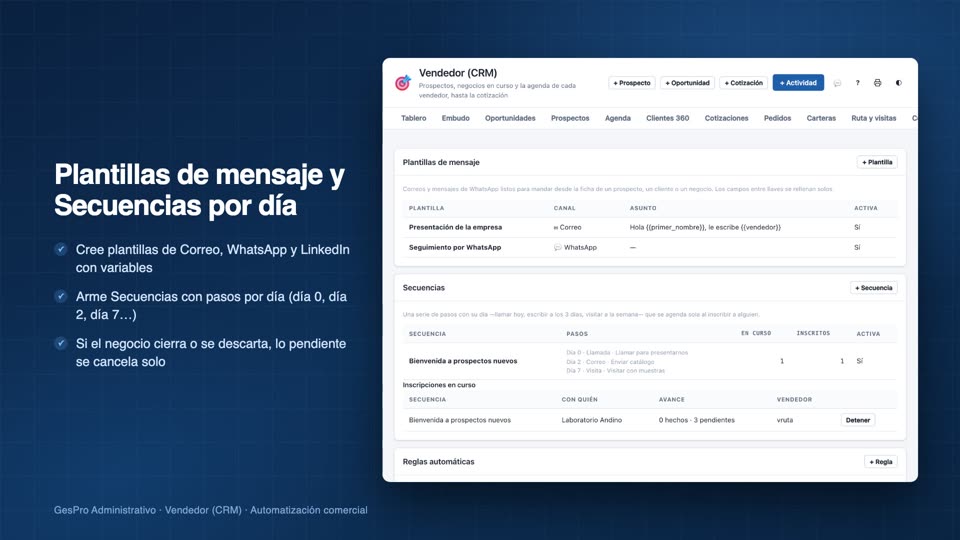 Plantillas de mensaje y
Secuencias por día
Cree plantillas de Correo, WhatsApp y LinkedIn
con variables
Arme Secuencias con pasos por día (día 0, día
2, día 7…)
Si el negocio cierra o se descarta, lo pendiente
se cancela solo
GesPro Administrativo · Vendedor (CRM) · Automatización comercial
Vendedor (CRM)
Prospectos, negocios en curso y la agenda de cada
vendedor, hasta la cotización
+ Prospecto
+ Oportunidad
+ Cotización
+ Actividad
?
Tablero Embudo Oportunidades Prospectos Agenda Clientes 360 Cotizaciones Pedidos Carteras Ruta y visitas
Plantillas de mensaje
+ Plantilla
Correos y mensajes de WhatsApp listos para mandar desde la ficha de un prospecto, un cliente o un negocio. Los campos entre llaves se rellenan solos.
PLANTILLA CANAL ASUNTO ACTIVA
Presentación de la empresa Correo Hola {{primer_nombre}}, le escribe {{vendedor}} Sí
Seguimiento por WhatsApp WhatsApp — Sí
Secuencias
+ Secuencia
Una serie de pasos con su día —llamar hoy, escribir a los 3 días, visitar a la semana— que se agenda sola al inscribir a alguien.
SECUENCIA PASOS EN CURSO INSCRITOS ACTIVA
Día 0 · Llamada · Llamar para presentarnos
Bienvenida a prospectos nuevos Día 2 · Correo · Enviar catálogo 1 1 Sí
Día 7 · Visita · Visitar con muestras
Inscripciones en curso
SECUENCIA CON QUIÉN AVANCE VENDEDOR
Bienvenida a prospectos nuevos Laboratorio Andino 0 hechos · 3 pendientes vruta Detener
Reglas automáticas
+ Regla